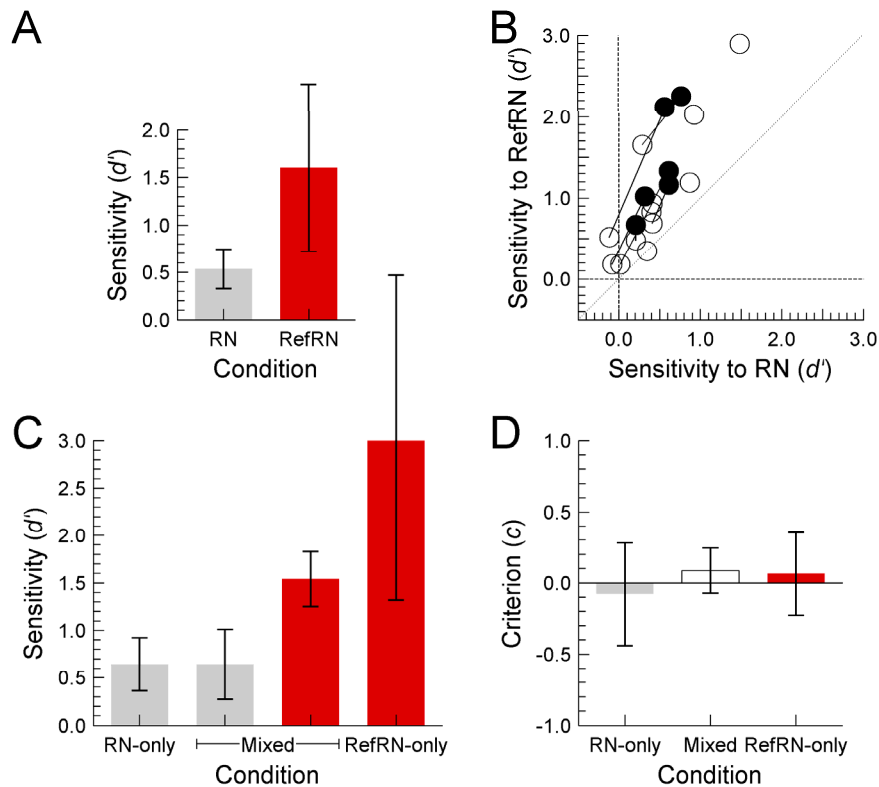 A
2.0
1.5
1.0
0.5
0.0
Sensitivity (d')
RN RefRN
Condition
B
3.0
2.0
1.0
0.0
Sensitivity to RefRN (d')
0.0 1.0 2.0 3.0
Sensitivity to RN (d')
C
3.0
2.5
2.0
1.5
1.0
0.5
0.0
Sensitivity (d')
RN-only Mixed RefRN-only
Condition
D
1.0
0.5
0.0
-0.5
-1.0
Criterion (c)
RN-only Mixed RefRN-only
Condition